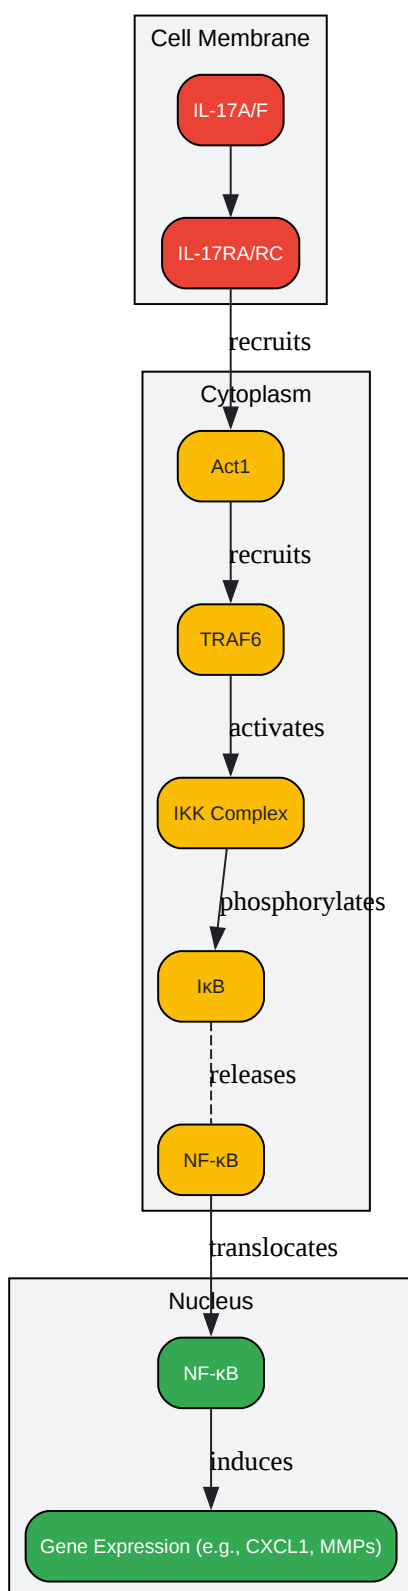 Cell Membrane
IL-17A/F
IL-17RA/RC
recruits
Cytoplasm
Act1
recruits
TRAF6
activates
IKK Complex
phosphorylates
IκB
releases
NF-κB
translocates
Nucleus
NF-κB
induces
Gene Expression (e.g., CXCL1, MMPs)